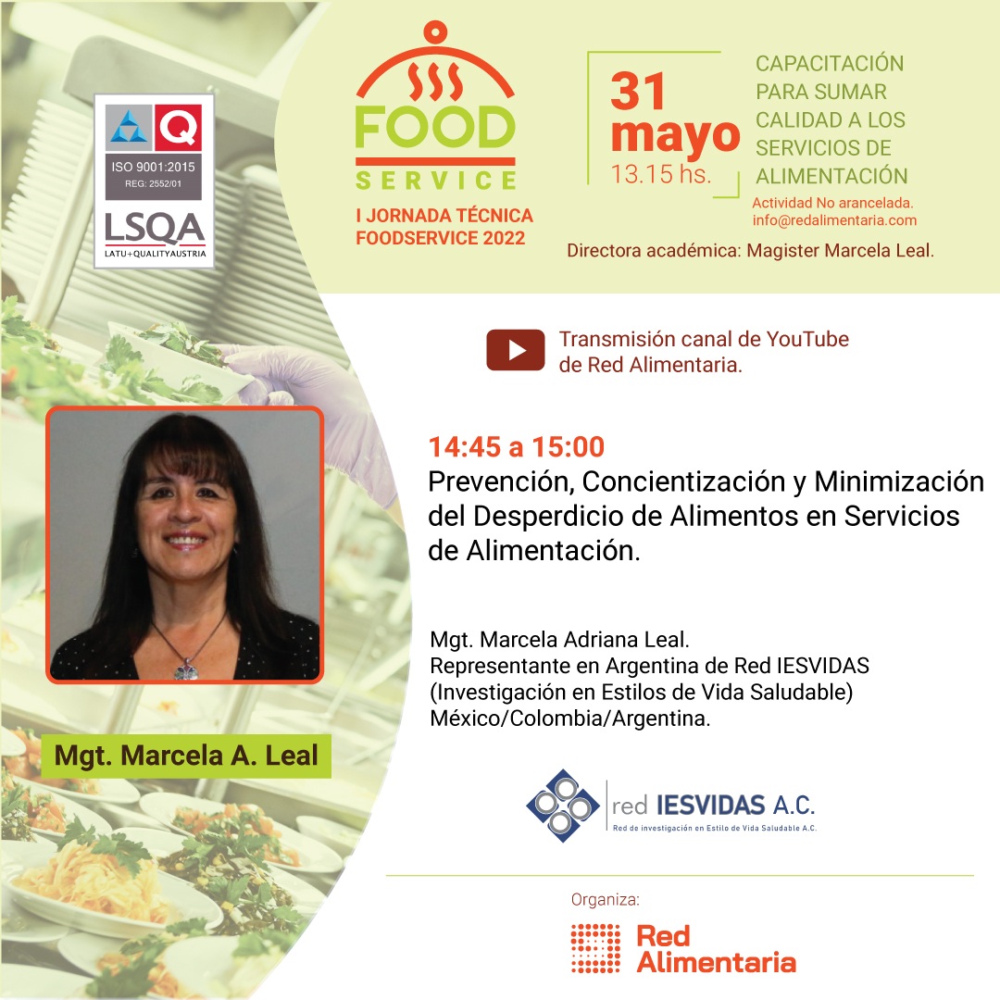 Q
ISO 9001:2015
REG: 2552/01
LSQA
LATU+QUALITYAUSTRIA
FOOD
SERVICE
I JORNADA TÉCNICA
FOODSERVICE 2022
31
mayo
13.15 hs.
CAPACITACIÓN
PARA SUMAR
CALIDAD A LOS
SERVICIOS DE
ALIMENTACIÓN
Actividad No arancelada.
info@redalimentaria.com
Directora académica: Magister Marcela Leal.
Transmisión canal de YouTube
de Red Alimentaria.
14:45 a 15:00
Prevención, Concientización y Minimización
del Desperdicio de Alimentos en Servicios
de Alimentación.
Mgt. Marcela Adriana Leal.
Representante en Argentina de Red IESVIDAS
(Investigación en Estilos de Vida Saludable)
México/Colombia/Argentina.
Mgt. Marcela A. Leal
red IESVIDAS A.C.
Red de investigación en Estilo de Vida Saludable A.C.
Organiza:
Red
Alimentaria